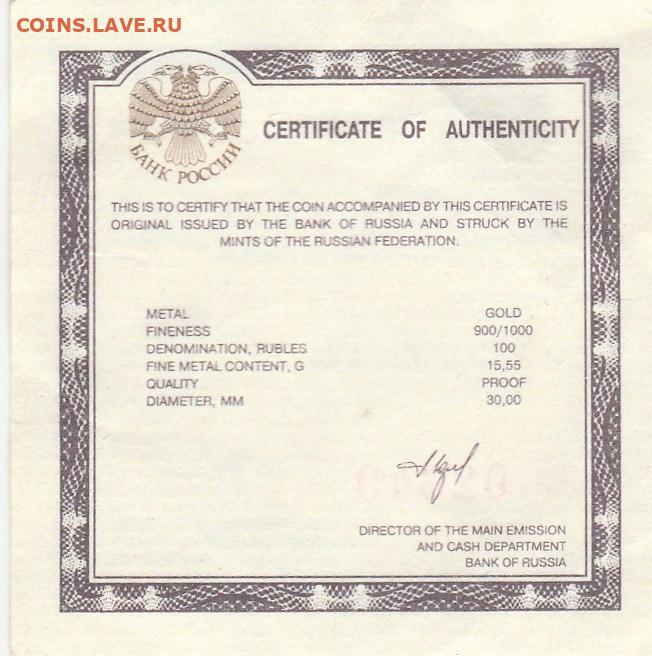 COINS.LAVE.RU
БАНК РОССИИ
CERTIFICATE OF AUTHENTICITY
THIS IS TO CERTIFY THAT THE COIN ACCOMPANIED BY THIS CERTIFICATE IS
ORIGINAL ISSUED BY THE BANK OF RUSSIA AND STRUCK BY THE
MINTS OF THE RUSSIAN FEDERATION.
METAL GOLD
FINENESS 900/1000
DENOMINATION, RUBLES 100
FINE METAL CONTENT, G 15,55
QUALITY PROOF
DIAMETER, MM 30,00
DIRECTOR OF THE MAIN EMISSION
AND CASH DEPARTMENT
BANK OF RUSSIA